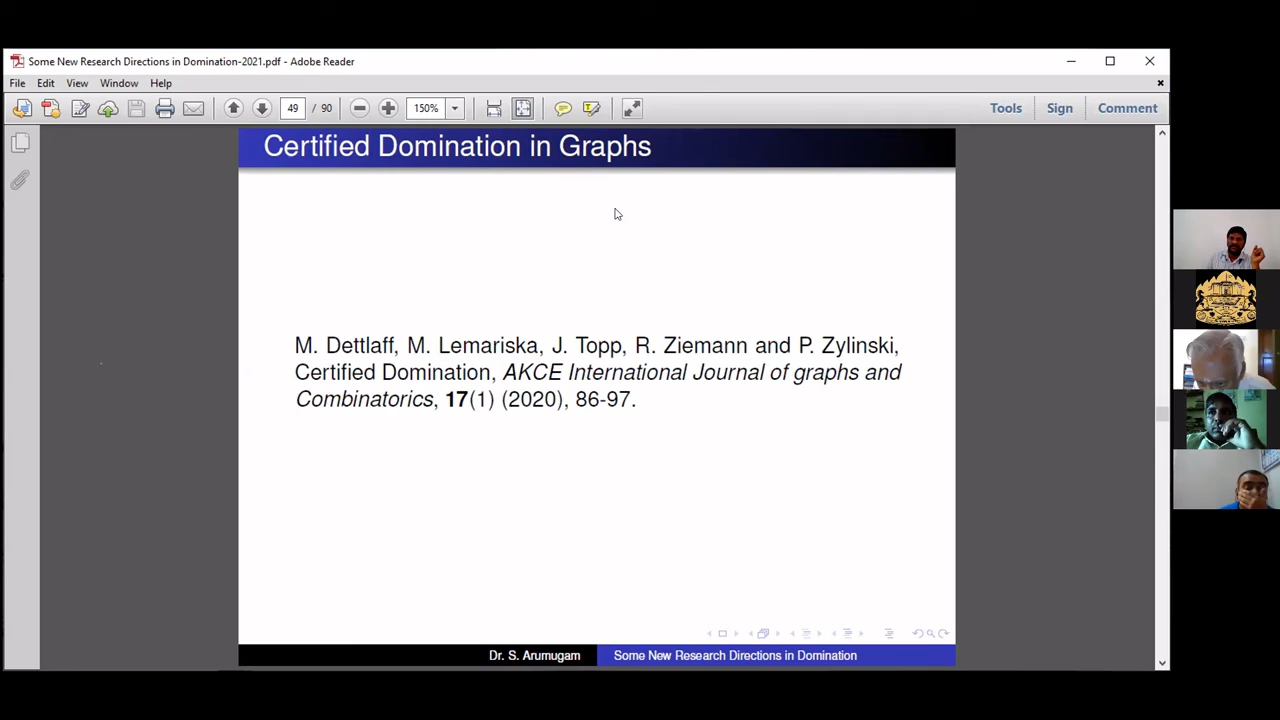 Some New Research Directions in Domination-2021.pdf - Adobe Reader
File Edit View Window Help
49 / 90 150% Tools Sign Comment
Certified Domination in Graphs
M. Dettlaff, M. Lemariska, J. Topp, R. Ziemann and P. Zylinski,
Certified Domination, AKCE International Journal of graphs and
Combinatorics, 17(1) (2020), 86-97.
Dr. S. Arumugam Some New Research Directions in Domination